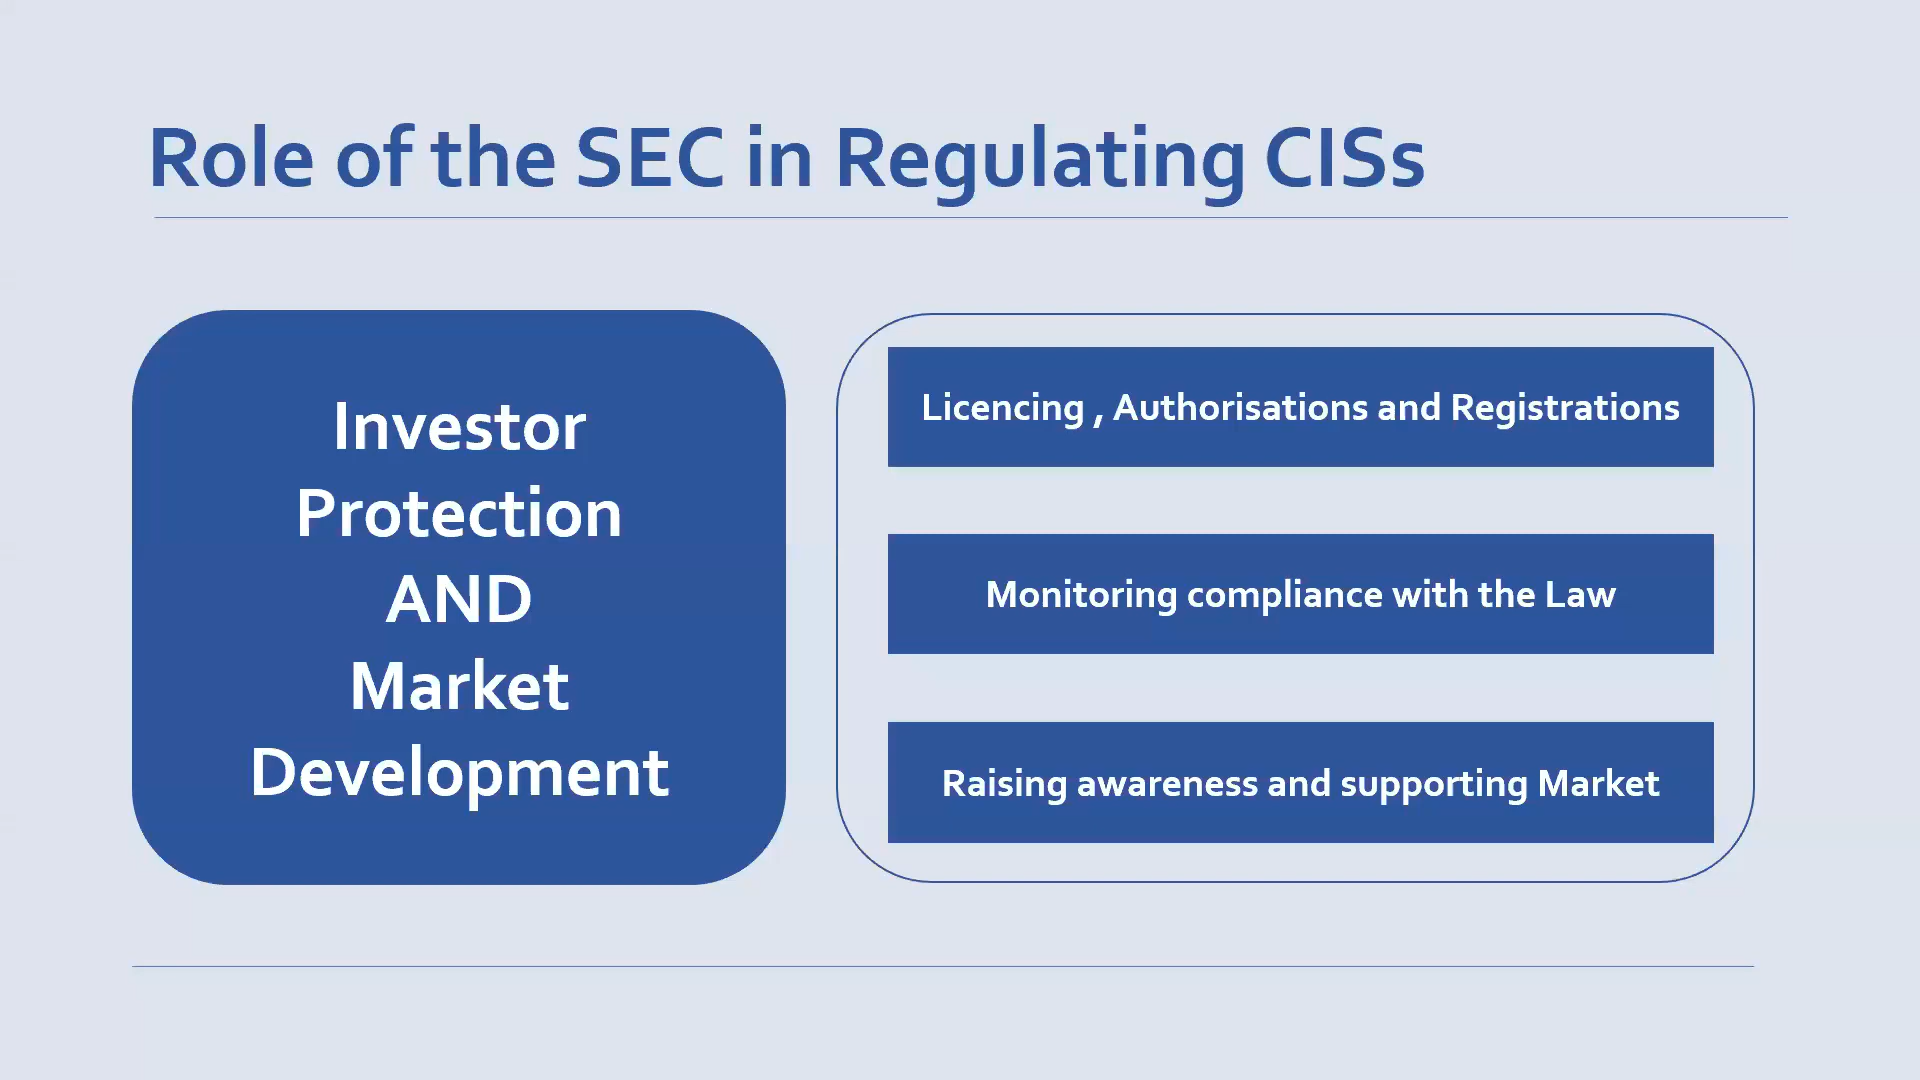 Role of the SEC in Regulating CISs
Investor
Protection
AND
Market
Development
Licencing , Authorisations and Registrations
Monitoring compliance with the Law
Raising awareness and supporting Market